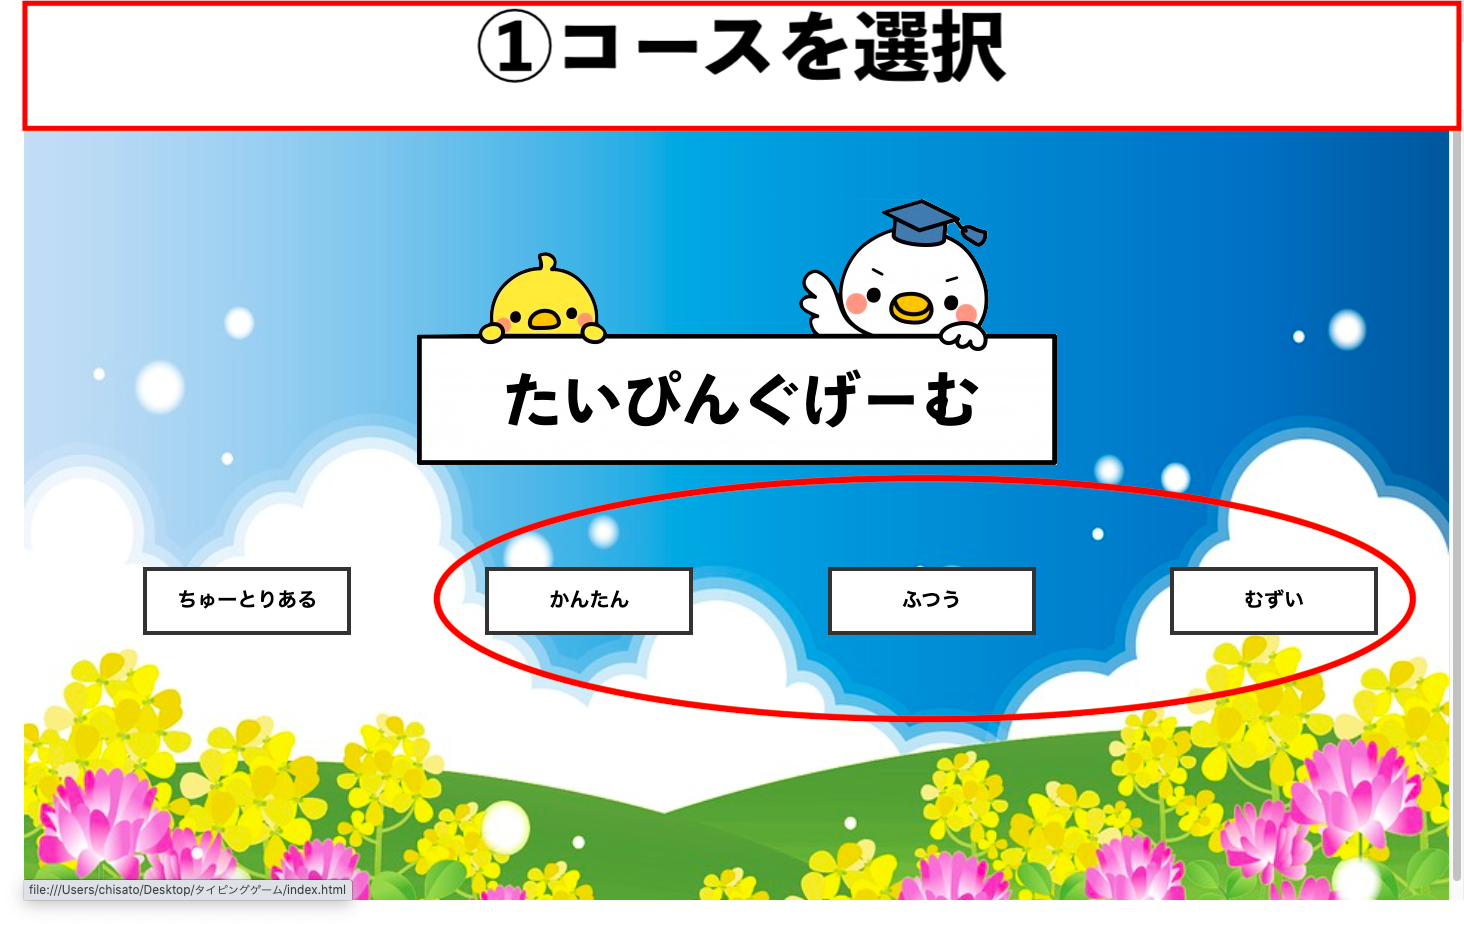 ①コースを選択
たいぴんぐげーむ
ちゅーとりある
かんたん
ふつう
むずい
file:///Users/chisato/Desktop/タイピングゲーム/index.html